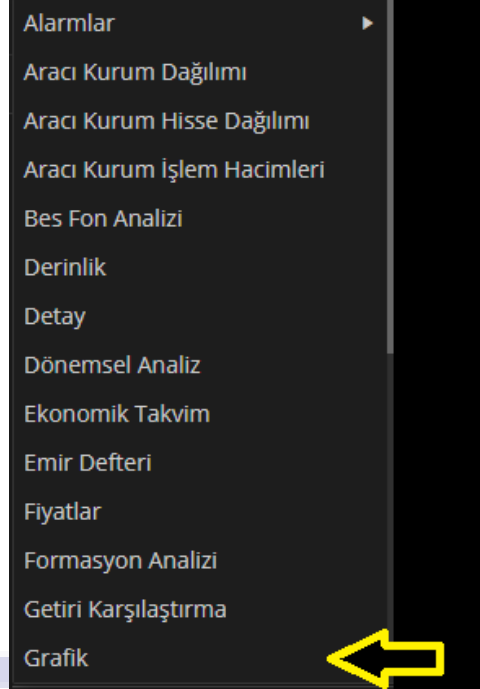 Alarmlar
Aracı Kurum Dağılımı
Aracı Kurum Hisse Dağılımı
Aracı Kurum İşlem Hacimleri
Bes Fon Analizi
Derinlik
Detay
Dönemsel Analiz
Ekonomik Takvim
Emir Defteri
Fiyatlar
Formasyon Analizi
Getiri Karşılaştırma
Grafik